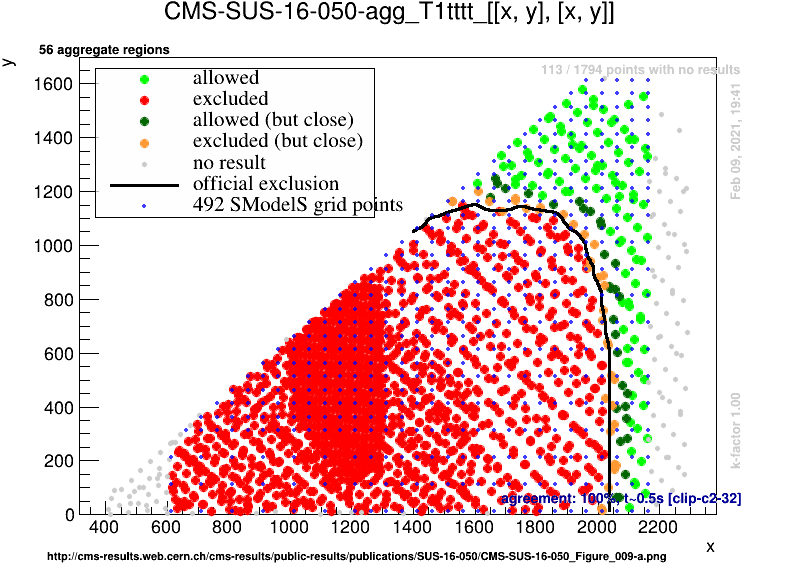 CMS-SUS-16-050-agg_T1tttt_[[x, y], [x, y]]
56 aggregate regions
y
113 / 1794 points with no results
allowed
excluded
allowed (but close)
excluded (but close)
no result
official exclusion
492 SModelS grid points
Feb 09, 2021, 19:41
k-factor 1.00
1600
1400
1200
1000
800
600
400
200
0
agreement: 100%, t~0.5s [clip-c2-32]
400 600 800 1000 1200 1400 1600 1800 2000 2200
x
http://cms-results.web.cern.ch/cms-results/public-results/publications/SUS-16-050/CMS-SUS-16-050_Figure_009-a.png